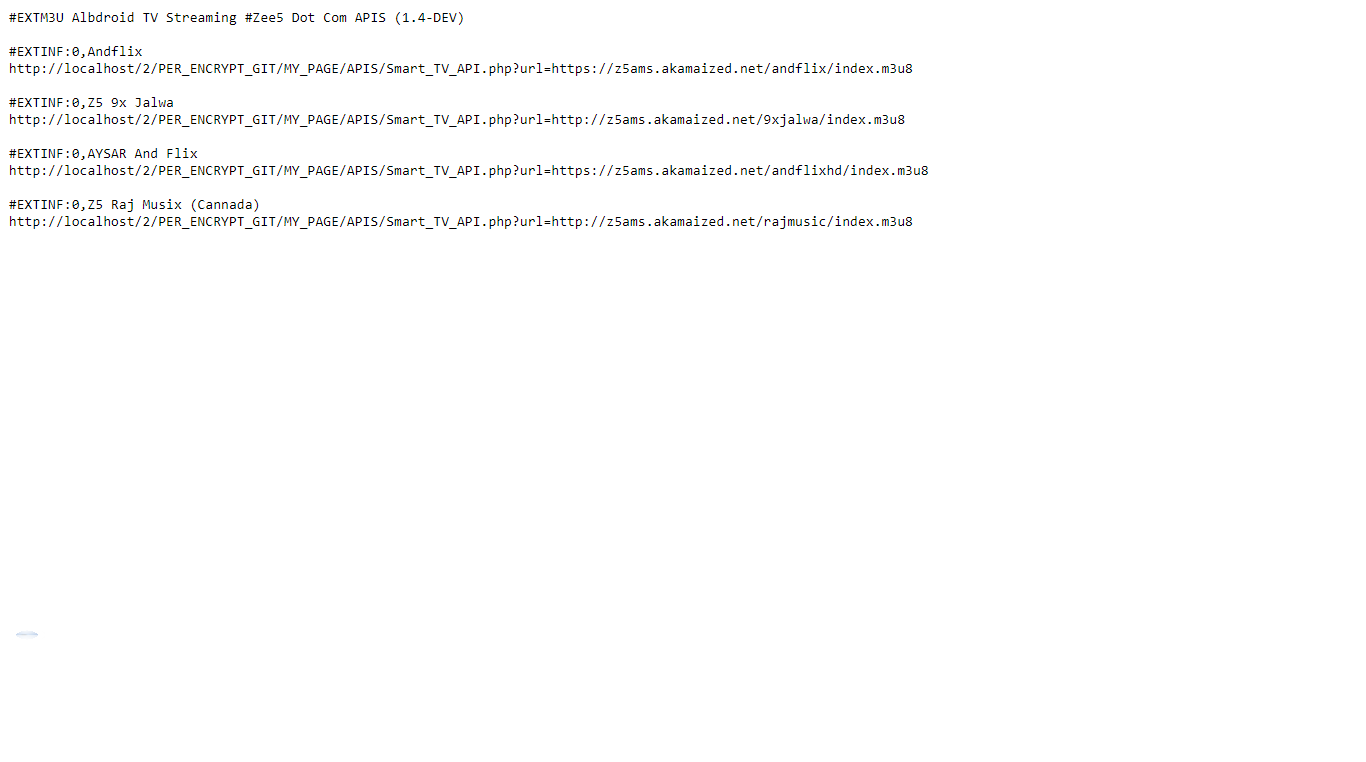 #EXTM3U Albdroid TV Streaming #Zee5 Dot Com APIS (1.4-DEV)
#EXTINF:0,Andflix
http://localhost/2/PER_ENCRYPT_GIT/MY_PAGE/APIS/Smart_TV_API.php?url=https://z5ams.akamaized.net/andflix/index.m3u8
#EXTINF:0,Z5 9x Jalwa
http://localhost/2/PER_ENCRYPT_GIT/MY_PAGE/APIS/Smart_TV_API.php?url=http://z5ams.akamaized.net/9xjalwa/index.m3u8
#EXTINF:0,AYSAR And Flix
http://localhost/2/PER_ENCRYPT_GIT/MY_PAGE/APIS/Smart_TV_API.php?url=https://z5ams.akamaized.net/andflixhd/index.m3u8
#EXTINF:0,Z5 Raj Musix (Cannada)
http://localhost/2/PER_ENCRYPT_GIT/MY_PAGE/APIS/Smart_TV_API.php?url=http://z5ams.akamaized.net/rajmusic/index.m3u8